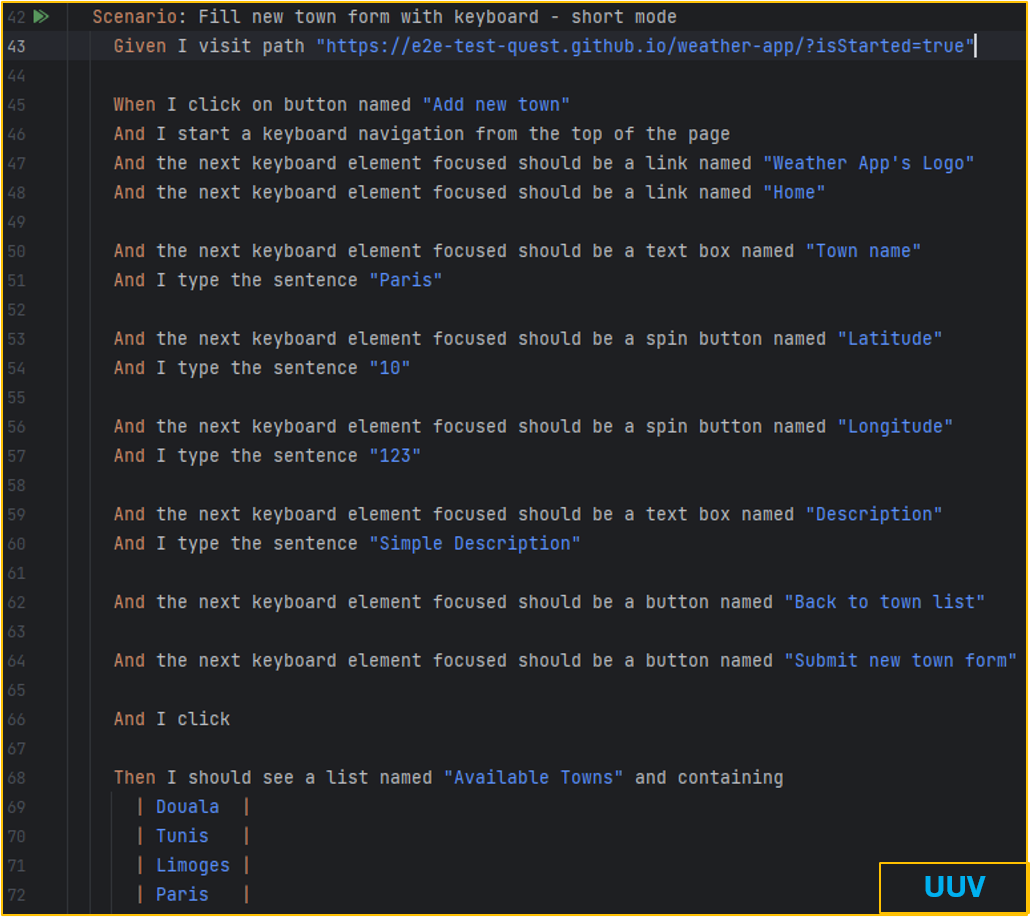 42 Scenario: Fill new town form with keyboard - short mode
43 Given I visit path "https://e2e-test-quest.github.io/weather-app/?isStarted=true"
44
45 When I click on button named "Add new town"
46 And I start a keyboard navigation from the top of the page
47 And the next keyboard element focused should be a link named "Weather App's Logo"
48 And the next keyboard element focused should be a link named "Home"
49
50 And the next keyboard element focused should be a text box named "Town name"
51 And I type the sentence "Paris"
52
53 And the next keyboard element focused should be a spin button named "Latitude"
54 And I type the sentence "10"
55
56 And the next keyboard element focused should be a spin button named "Longitude"
57 And I type the sentence "123"
58
59 And the next keyboard element focused should be a text box named "Description"
60 And I type the sentence "Simple Description"
61
62 And the next keyboard element focused should be a button named "Back to town list"
63
64 And the next keyboard element focused should be a button named "Submit new town form"
65
66 And I click
67
68 Then I should see a list named "Available Towns" and containing
69 | Douala |
70 | Tunis |
71 | Limoges |
72 | Paris |
UUV